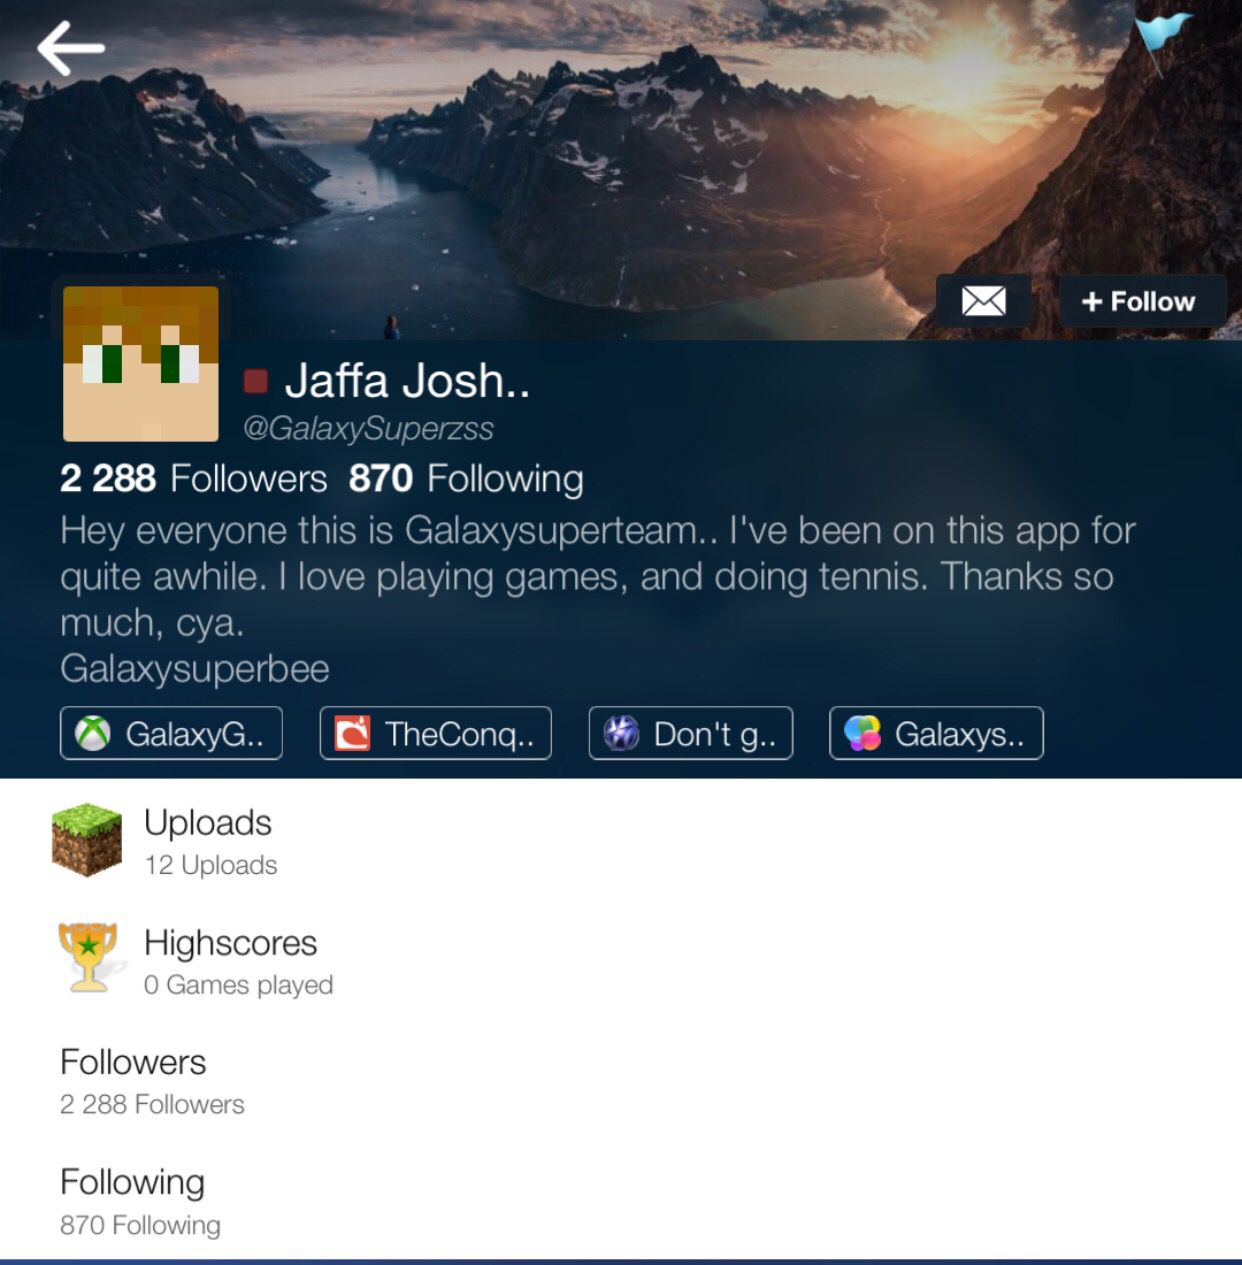 + Follow
Jaffa Josh..
@GalaxySuperzss
2 288 Followers 870 Following
Hey everyone this is Galaxysuperteam.. I've been on this app for
quite awhile. I love playing games, and doing tennis. Thanks so
much, cya.
Galaxysuperbee
GalaxyG.. TheConq.. Don't g.. Galaxys..
Uploads
12 Uploads
Highscores
0 Games played
Followers
2 288 Followers
Following
870 Following